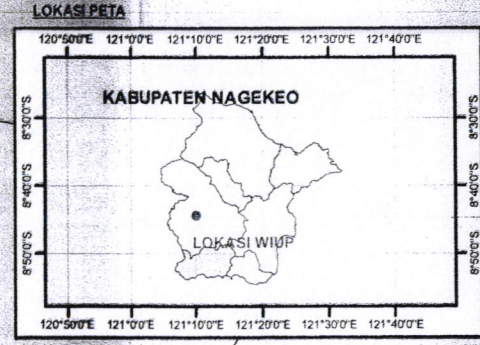 LOKASI PETA
120°50'0"E 121°0'0"E 121°10'0"E 121°20'0"E 121°30'0"E 121°40'0"E
KABUPATEN NAGEKEO
8°30'0"S 8°30'0"S
8°40'0"S 8°40'0"S
LOKASI WIUP
8°50'0"S 8°50'0"S
120°50'0"E 121°0'0"E 121°10'0"E 121°20'0"E 121°30'0"E 121°40'0"E